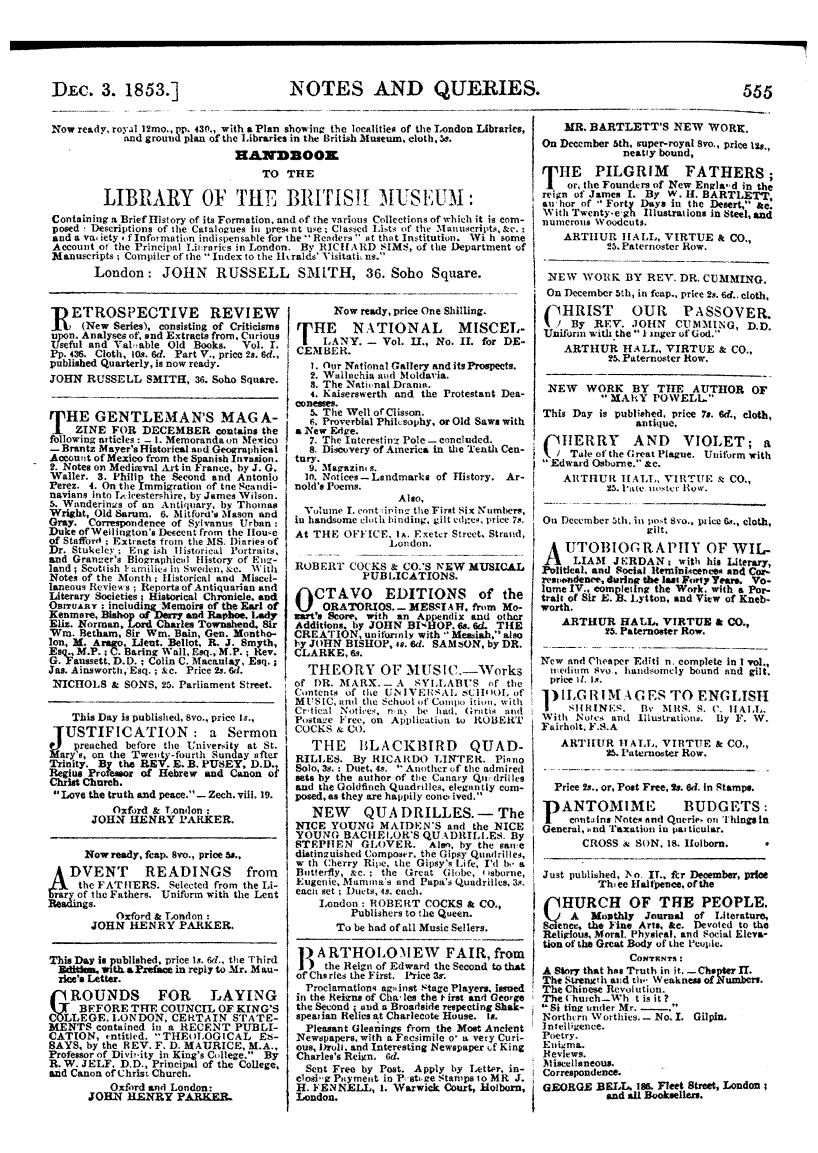 DEC. 3. 1853.] NOTES AND QUERIES. 555
Now ready, royal 12mo., pp. 430., with a Plan showing the localities of the London Libraries,
and ground plan of the Libraries in the British Museum, cloth, 5s.
HANDBOOK
TO THE
LIBRARY OF THE BRITISH MUSEUM:
Containing a Brief History of its Formation, and of the various Collections of which it is com-
posed: Descriptions of the Catalogues in present use; Classed Lists of the Manuscripts, &c.:
and a variety of Information indispensable for the "Readers" at that Institution. With some
Account of the Principal Libraries in London. By RICHARD SIMS, of the Department of
Manuscripts; Compiler of the "Index to the Heralds' Visitations."
London: JOHN RUSSELL SMITH, 36. Soho Square.
RETROSPECTIVE REVIEW
(New Series), consisting of Criticisms
upon, Analyses of, and Extracts from, Curious
Useful and Valuable Old Books. Vol. I.
Pp. 436. Cloth, 10s. 6d. Part V., price 2s. 6d.,
published Quarterly, is now ready.
JOHN RUSSELL SMITH, 36. Soho Square.
THE GENTLEMAN'S MAGA-
ZINE FOR DECEMBER contains the
following articles: — 1. Memoranda on Mexico
— Brantz Mayer's Historical and Geographical
Account of Mexico from the Spanish Invasion.
2. Notes on Mediæval Art in France, by J. G.
Waller. 3. Philip the Second and Antonio
Perez. 4. On the Immigration of the Scandi-
navians into Leicestershire, by James Wilson.
5. Wanderings of an Antiquary, by Thomas
Wright, Old Sarum. 6. Mitford's Mason and
Gray. Correspondence of Sylvanus Urban:
Duke of Wellington's Descent from the House
of Stafford; Extracts from the MS. Diaries of
Dr. Stukeley; English Historical Portraits,
and Granger's Biographical History of Eng-
land; Scottish Families in Sweden, &c. With
Notes of the Month; Historical and Miscel-
laneous Reviews; Reports of Antiquarian and
Literary Societies; Historical Chronicle, and
OBITUARY: including Memoirs of the Earl of
Kenmore, Bishop of Derry and Raphoe, Lady
Eliz. Norman, Lord Charles Townshend, Sir
Wm. Betham, Sir Wm. Bain, Gen. Montho-
lon, M. Arago, Lieut. Bellot, R. J. Smyth,
Esq., M.P.; C. Baring Wall, Esq., M.P.; Rev.
G. Faussett, D.D.; Colin C. Macaulay, Esq.;
Jas. Ainsworth, Esq.; &c. Price 2s. 6d.
NICHOLS & SONS, 25. Parliament Street.
This Day is published, 8vo., price 1s.,
JUSTIFICATION: a Sermon
preached before the University at St.
Mary's, on the Twenty-fourth Sunday after
Trinity. By the REV. E. B. PUSEY, D.D.,
Regius Professor of Hebrew and Canon of
Christ Church.
"Love the truth and peace." — Zech. viii. 19.
Oxford & London:
JOHN HENRY PARKER.
Now ready, fcap. 8vo., price 5s.,
ADVENT READINGS from
the FATHERS. Selected from the Li-
brary of the Fathers. Uniform with the Lent
Readings.
Oxford & London:
JOHN HENRY PARKER.
This Day is published, price 1s. 6d., the Third
Edition, with a Preface in reply to Mr. Mau-
rice's Letter.
GROUNDS FOR LAYING
BEFORE THE COUNCIL OF KING'S
COLLEGE, LONDON, CERTAIN STATE-
MENTS contained in a RECENT PUBLI-
CATION, entitled, "THEOLOGICAL ES-
SAYS, by the REV. F. D. MAURICE, M.A.,
Professor of Divinity in King's College." By
R. W. JELF, D.D., Principal of the College,
and Canon of Christ Church.
Oxford and London:
JOHN HENRY PARKER.
Now ready, price One Shilling.
THE NATIONAL MISCEL-
LANY. — Vol. II., No. II. for DE-
CEMBER.
1. Our National Gallery and its Prospects.
2. Wallachia and Moldavia.
3. The National Drama.
4. Kaiserswerth and the Protestant Dea-
conesses.
5. The Well of Clisson.
6. Proverbial Philosophy, or Old Saws with
a New Edge.
7. The Interesting Pole — concluded.
8. Discovery of America in the Tenth Cen-
tury.
9. Magazines.
10. Notices — Landmarks of History. Ar-
nold's Poems.
Also,
Volume I. containing the First Six Numbers,
in handsome cloth binding, gilt edges, price 7s.
At THE OFFICE, 1A. Exeter Street, Strand,
London.
ROBERT COCKS & CO.'S NEW MUSICAL
PUBLICATIONS.
OCTAVO EDITIONS of the
ORATORIOS. — MESSIAH, from Mo-
zart's Score, with an Appendix and other
Additions, by JOHN BISHOP, 6s. 6d. THE
CREATION, uniformly with "Messiah," also
by JOHN BISHOP, 4s. 6d. SAMSON, by DR.
CLARKE, 6s.
THEORY OF MUSIC. — Works
of DR. MARX. — A SYLLABUS of the
Contents of the UNIVERSAL SCHOOL of
MUSIC, and the School of Composition, with
Critical Notices, may be had, Gratis and
Postage Free, on Application to ROBERT
COCKS & CO.
THE BLACKBIRD QUAD-
RILLES. By RICARDO LINTER. Piano
Solo, 3s.: Duet, 4s. "Another of the admired
sets by the author of the Canary Quadrilles
and the Goldfinch Quadrilles, elegantly com-
posed, as they are happily conceived."
NEW QUADRILLES. — The
NICE YOUNG MAIDEN'S and the NICE
YOUNG BACHELOR'S QUADRILLES. By
STEPHEN GLOVER. Also, by the same
distinguished Composer, the Gipsy Quadrilles,
with Cherry Ripe, the Gipsy's Life, I'd be a
Butterfly, &c.; the Great Globe, Osborne,
Eugenie, Mamma's and Papa's Quadrilles, 3s.
each set; Duets, 4s. each.
London: ROBERT COCKS & CO.,
Publishers to the Queen.
To be had of all Music Sellers.
BARTHOLOMEW FAIR, from
the Reign of Edward the Second to that
of Charles the First. Price 3s.
Proclamations against Stage Players, issued
in the Reigns of Charles the First and George
the Second; and a Broadside respecting Shak-
spearian Relics at Charlecote House. 1s.
Pleasant Gleanings from the Most Ancient
Newspapers, with a Facsimile of a very Curi-
ous, Droll, and Interesting Newspaper of King
Charles's Reign. 6d.
Sent Free by Post. Apply by Letter, in-
closing Payment in Postage Stamps to MR J.
H. FENNELL, 1. Warwick Court, Holborn,
London.
MR. BARTLETT'S NEW WORK.
On December 5th, super-royal 8vo., price 12s.,
neatly bound,
THE PILGRIM FATHERS;
or, the Founders of New England in the
reign of James I. By W. H. BARTLETT,
author of "Forty Days in the Desert," &c.
With Twenty-eight Illustrations in Steel, and
numerous Woodcuts.
ARTHUR HALL, VIRTUE & CO.,
25. Paternoster Row.
NEW WORK BY REV. DR. CUMMING.
On December 5th, in fcap., price 2s. 6d., cloth,
CHRIST OUR PASSOVER.
By REV. JOHN CUMMING, D.D.
Uniform with the "Finger of God."
ARTHUR HALL, VIRTUE & CO.,
25. Paternoster Row.
NEW WORK BY THE AUTHOR OF
"MARY POWELL."
This Day is published, price 7s. 6d., cloth,
antique.
CHERRY AND VIOLET; a
Tale of the Great Plague. Uniform with
"Edward Osborne." &c.
ARTHUR HALL, VIRTUE & CO.
25. Paternoster Row.
On December 5th, in post 8vo., price 6s., cloth,
gilt,
AUTOBIOGRAPHY OF WIL-
LIAM JERDAN; with his Literary,
Political, and Social Reminiscences and Cor-
respondence, during the last Forty Years. Vo-
lume IV., completing the Work, with a Por-
trait of Sir E. B. Lytton, and View of Kneb-
worth.
ARTHUR HALL, VIRTUE & CO.,
25. Paternoster Row.
New and Cheaper Edition, complete in 1 vol.,
medium 8vo., handsomely bound and gilt,
price 1l. 1s.
PILGRIMAGES TO ENGLISH
SHRINES. By MRS. S. C. HALL.
With Notes and Illustrations. By F. W.
Fairholt, F.S.A
ARTHUR HALL, VIRTUE & CO.,
25. Paternoster Row.
Price 2s., or, Post Free, 2s. 6d. in Stamps.
PANTOMIME BUDGETS:
contains Notes and Queries on Things in
General, and Taxation in particular.
CROSS & SON, 18. Holborn.
Just published, No. II., for December, price
Three Halfpence, of the
CHURCH OF THE PEOPLE.
A Monthly Journal of Literature,
Science, the Fine Arts, &c. Devoted to the
Religious, Moral, Physical, and Social Eleva-
tion of the Great Body of the People.
CONTENTS:
A Story that has Truth in it. — Chapter II.
The Strength and the Weakness of Numbers.
The Chinese Revolution.
The Church — What is it?
"Sitting under Mr. ——."
Northern Worthies. — No. I. Gilpin.
Intelligence.
Poetry.
Enigma.
Reviews.
Miscellaneous.
Correspondence.
GEORGE BELL, 186. Fleet Street, London;
and all Booksellers.